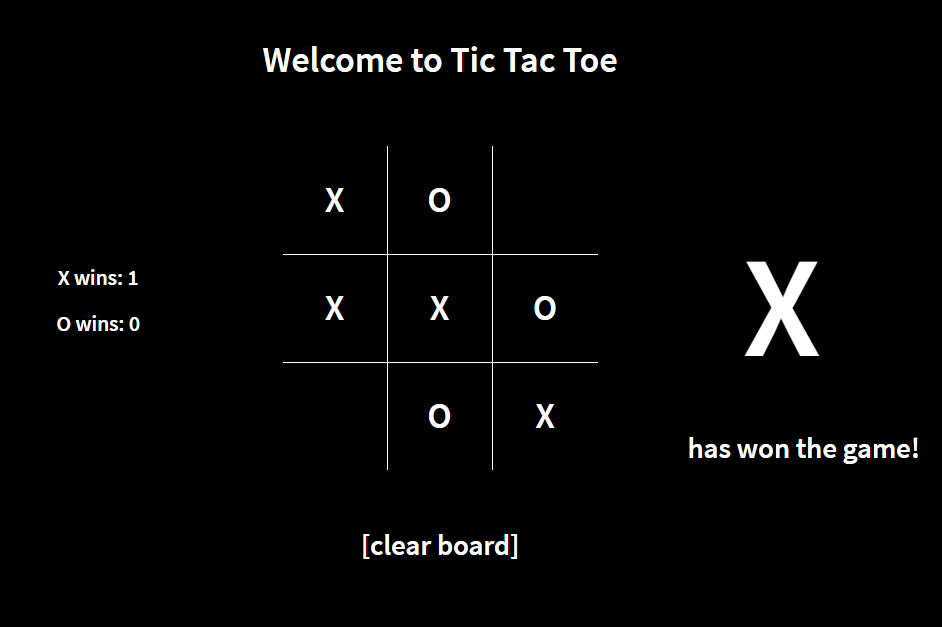 Welcome to Tic Tac Toe
X O
X wins: 1
X X O
O wins: 0
O X
X
has won the game!
[clear board]